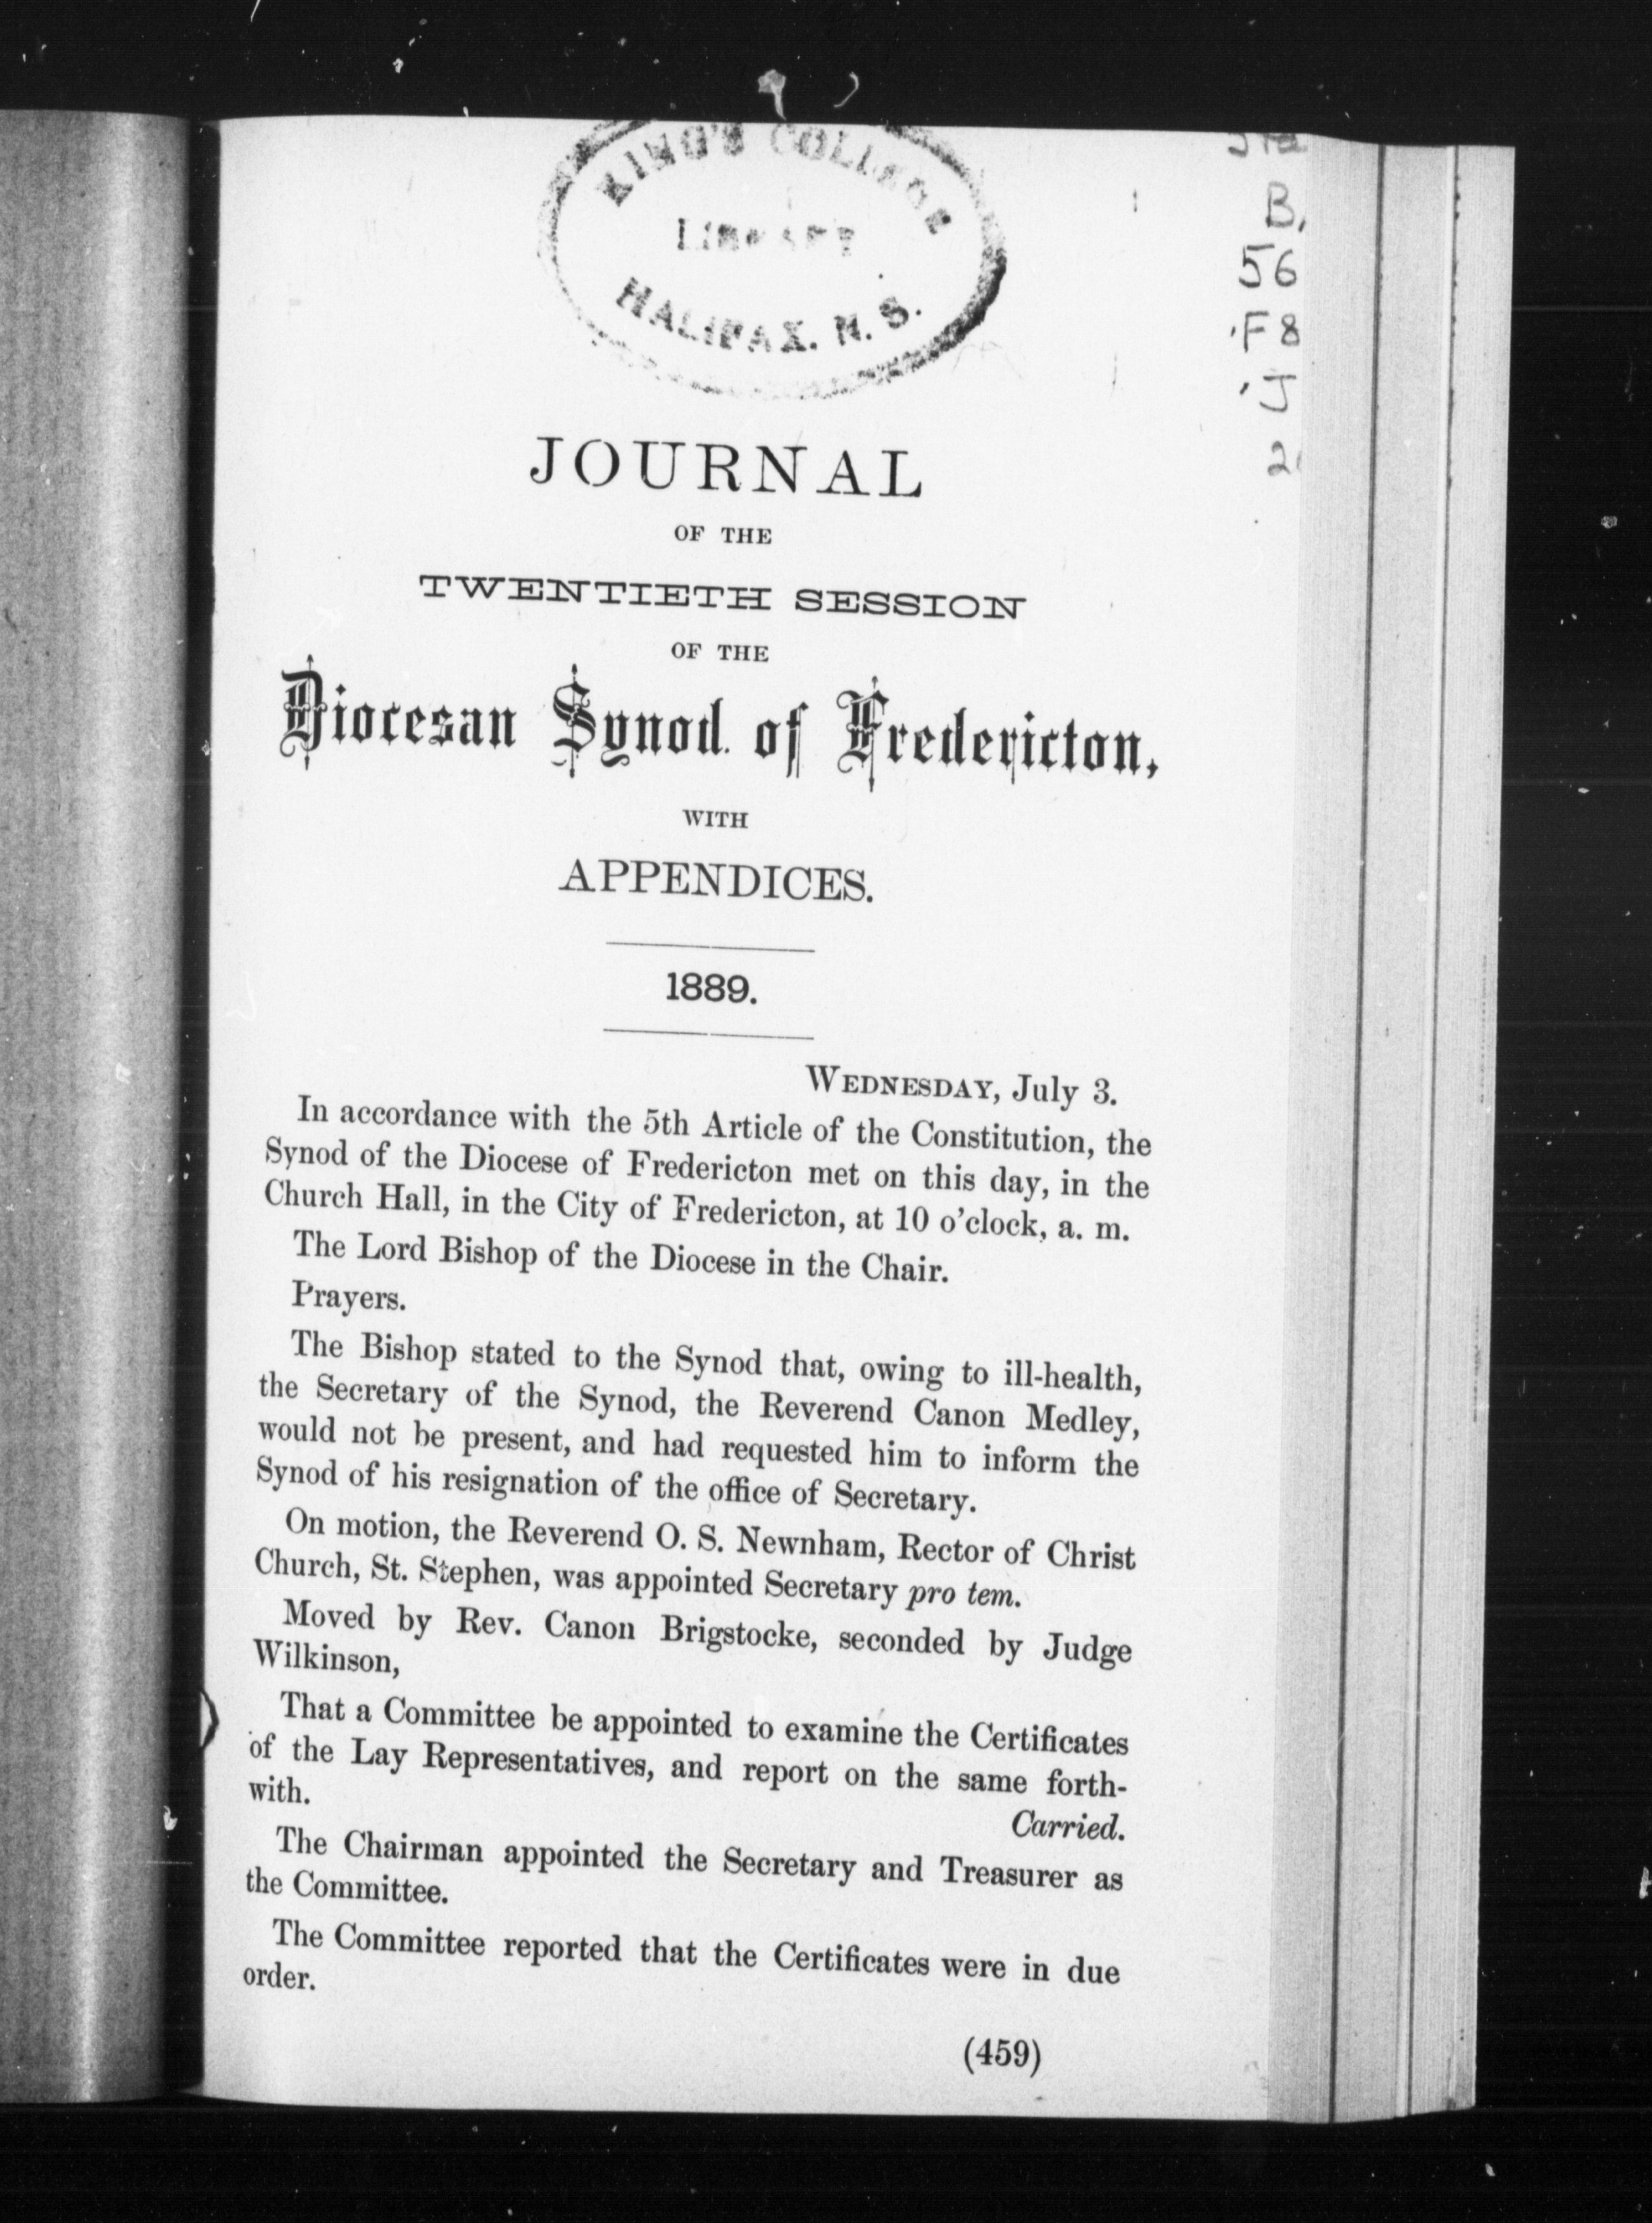 KING'S COLLEGE
LIBRARY
HALIFAX. N. S.
B.
56
.F8
.J
JOURNAL
OF THE
TWENTIETH SESSION
OF THE
Diocesan Synod of Fredericton,
WITH
APPENDICES.
1889.
WEDNESDAY, July 3.
In accordance with the 5th Article of the Constitution, the
Synod of the Diocese of Fredericton met on this day, in the
Church Hall, in the City of Fredericton, at 10 o'clock, a. m.
The Lord Bishop of the Diocese in the Chair.
Prayers.
The Bishop stated to the Synod that, owing to ill-health,
the Secretary of the Synod, the Reverend Canon Medley,
would not be present, and had requested him to inform the
Synod of his resignation of the office of Secretary.
On motion, the Reverend O. S. Newnham, Rector of Christ
Church, St. Stephen, was appointed Secretary pro tem.
Moved by Rev. Canon Brigstocke, seconded by Judge
Wilkinson,
That a Committee be appointed to examine the Certificates
of the Lay Representatives, and report on the same forth-
with.
Carried.
The Chairman appointed the Secretary and Treasurer as
the Committee.
The Committee reported that the Certificates were in due
order.
(459)